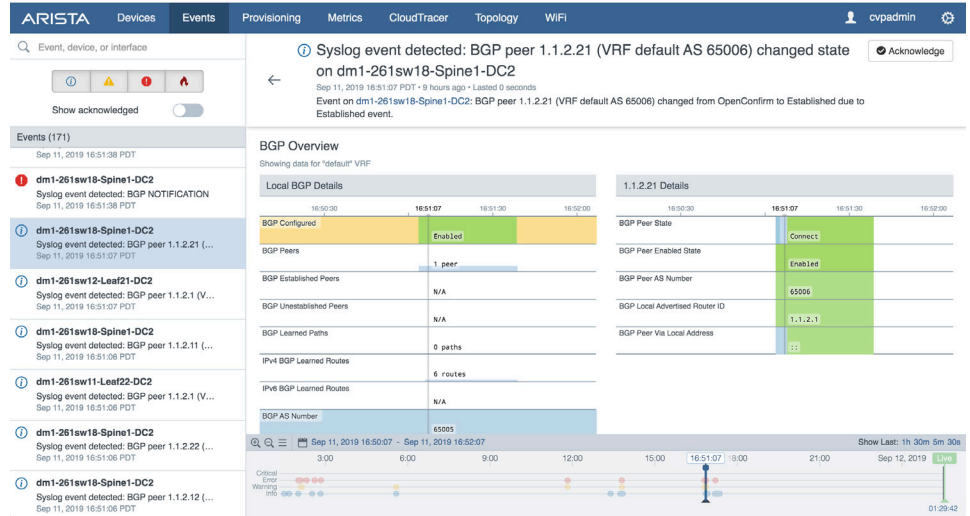 ARISTA Devices Events Provisioning Metrics CloudTracer Topology WiFi cvpadmin
Event, device, or interface
Show acknowledged
Events (171)
Sep 11, 2019 16:51:38 PDT
dm1-261sw18-Spine1-DC2
Syslog event detected: BGP NOTIFICATION
Sep 11, 2019 16:51:38 PDT
dm1-261sw18-Spine1-DC2
Syslog event detected: BGP peer 1.1.2.21 (...
Sep 11, 2019 16:51:07 PDT
dm1-261sw12-Leaf21-DC2
Syslog event detected: BGP peer 1.1.2.1 (V...
Sep 11, 2019 16:51:07 PDT
dm1-261sw18-Spine1-DC2
Syslog event detected: BGP peer 1.1.2.11 (...
Sep 11, 2019 16:51:06 PDT
dm1-261sw11-Leaf22-DC2
Syslog event detected: BGP peer 1.1.2.1 (V...
Sep 11, 2019 16:51:06 PDT
dm1-261sw18-Spine1-DC2
Syslog event detected: BGP peer 1.1.2.22 (...
Sep 11, 2019 16:51:06 PDT
dm1-261sw18-Spine1-DC2
Syslog event detected: BGP peer 1.1.2.12 (...
Sep 11, 2019 16:51:06 PDT
Syslog event detected: BGP peer 1.1.2.21 (VRF default AS 65006) changed state
on dm1-261sw18-Spine1-DC2
Acknowledge
Sep 11, 2019 16:51:07 PDT • 9 hours ago • Lasted 0 seconds
Event on dm1-261sw18-Spine1-DC2: BGP peer 1.1.2.21 (VRF default AS 65006) changed from OpenConfirm to Established due to
Established event.
BGP Overview
Showing data for "default" VRF
Local BGP Details
16:50:30 16:51:07 16:51:30 16:52:00
BGP Configured
Enabled
BGP Peers
1 peer
BGP Established Peers
N/A
BGP Unestablished Peers
N/A
BGP Learned Paths
0 paths
IPv4 BGP Learned Routes
6 routes
IPv6 BGP Learned Routes
N/A
BGP AS Number
65005
1.1.2.21 Details
16:50:30 16:51:07 16:51:30 16:52:00
BGP Peer State
Connect
BGP Peer Enabled State
Enabled
BGP Peer AS Number
65006
BGP Local Advertised Router ID
1.1.2.1
BGP Peer Via Local Address
::
Sep 11, 2019 16:50:07 - Sep 11, 2019 16:52:07
Show Last: 1h 30m 5m 30s
3:00 6:00 9:00 12:00 15:00 16:51:07 18:00 21:00 Sep 12, 2019 Live
Critical
Error
Warning
Info
01:29:42